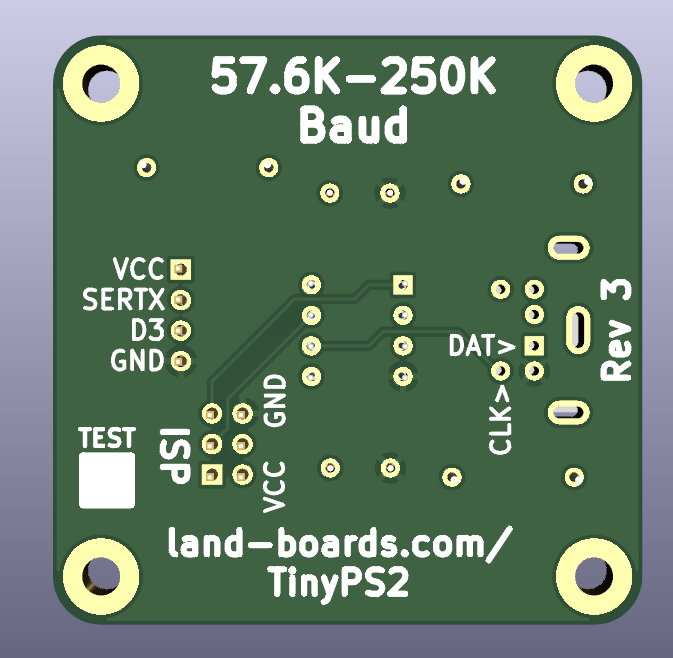 57.6K-250K
Baud
VCC
SERTX
D3
GND
DAT>
CLK>
Rev 3
GND
VCC
ISP
TEST
land-boards.com/
TinyPS2